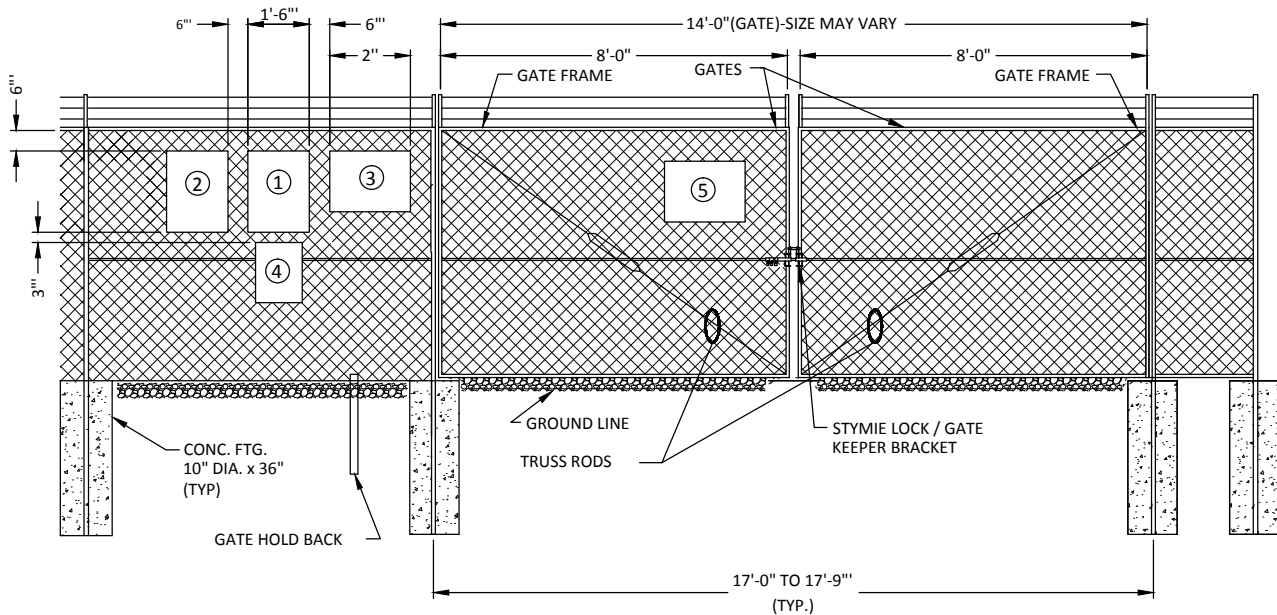 1'-6"'
6"'
6"'
14'-0"(GATE)-SIZE MAY VARY
2''
8'-0"
8'-0"
GATE FRAME
GATES
GATE FRAME
6"'
2
1
3
5
4
3"'
GROUND LINE
STYMIE LOCK / GATE
KEEPER BRACKET
CONC. FTG.
10" DIA. x 36"
(TYP)
TRUSS RODS
GATE HOLD BACK
17'-0" TO 17'-9"'
(TYP.)